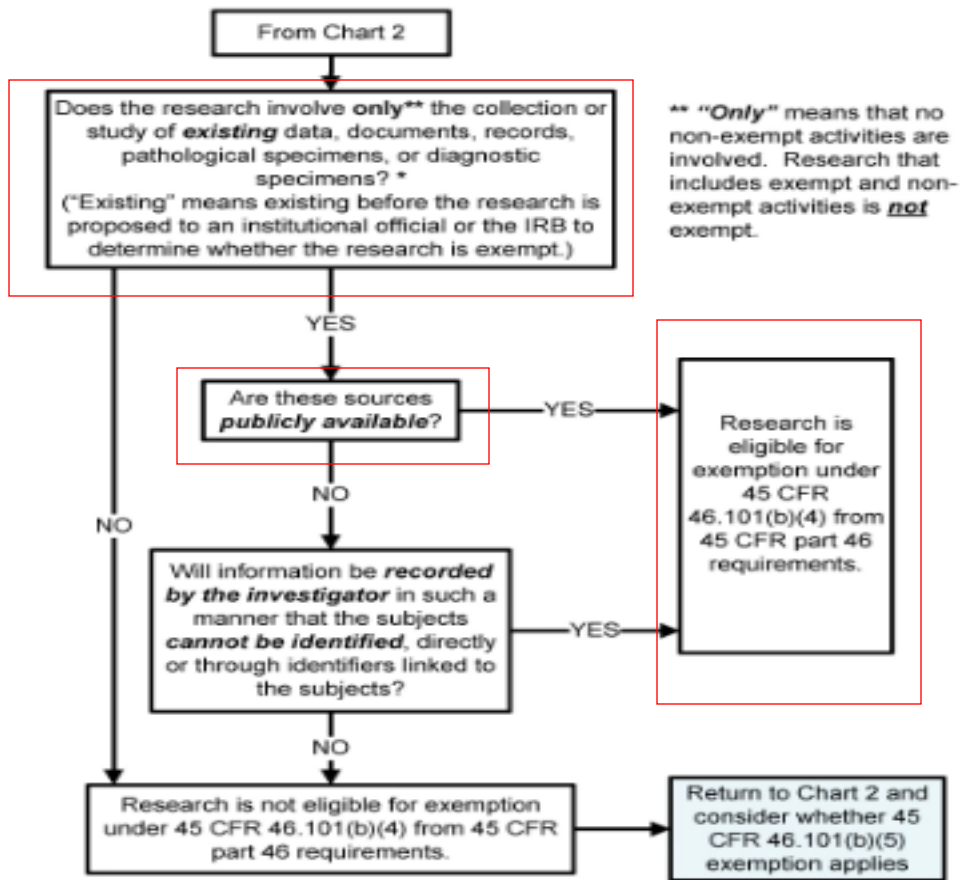 From Chart 2
Does the research involve only** the collection or
study of existing data, documents, records,
pathological specimens, or diagnostic
specimens? *
("Existing" means existing before the research is
proposed to an institutional official or the IRB to
determine whether the research is exempt.)
** "Only" means that no
non-exempt activities are
involved. Research that
includes exempt and non-
exempt activities is not
exempt.
YES
Are these sources
publicly available?
YES
Research is
eligible for
exemption under
45 CFR
46.101(b)(4) from
45 CFR part 46
requirements.
NO
NO
Will information be recorded
by the investigator in such a
manner that the subjects
cannot be identified, directly
or through identifiers linked to
the subjects?
YES
NO
Research is not eligible for exemption
under 45 CFR 46.101(b)(4) from 45 CFR
part 46 requirements.
Return to Chart 2 and
consider whether 45
CFR 46.101(b)(5)
exemption applies